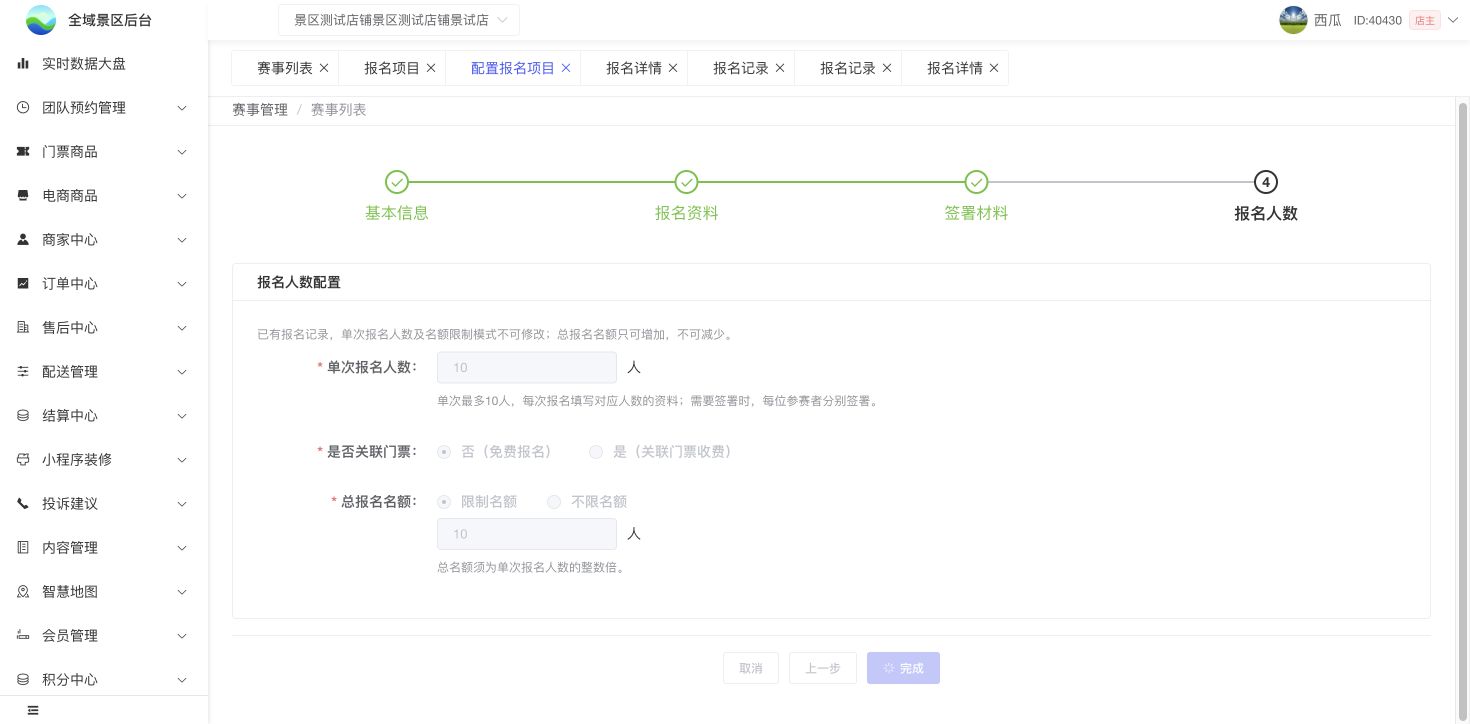 全域景区后台
景区测试店铺景区测试店铺景试店
西瓜 ID:40430 店主
实时数据大盘
团队预约管理
门票商品
电商商品
商家中心
订单中心
售后中心
配送管理
结算中心
小程序装修
投诉建议
内容管理
智慧地图
会员管理
积分中心
赛事列表 报名项目 配置报名项目 报名详情 报名记录 报名记录 报名详情
赛事管理 / 赛事列表
4
基本信息 报名资料 签署材料 报名人数
报名人数配置
已有报名记录，单次报名人数及名额限制模式不可修改；总报名名额只可增加，不可减少。
* 单次报名人数： 10 人
单次最多10人，每次报名填写对应人数的资料；需要签署时，每位参赛者分别签署。
* 是否关联门票： 否（免费报名） 是（关联门票收费）
* 总报名名额： 限制名额 不限名额
10 人
总名额须为单次报名人数的整数倍。
取消 上一步 完成